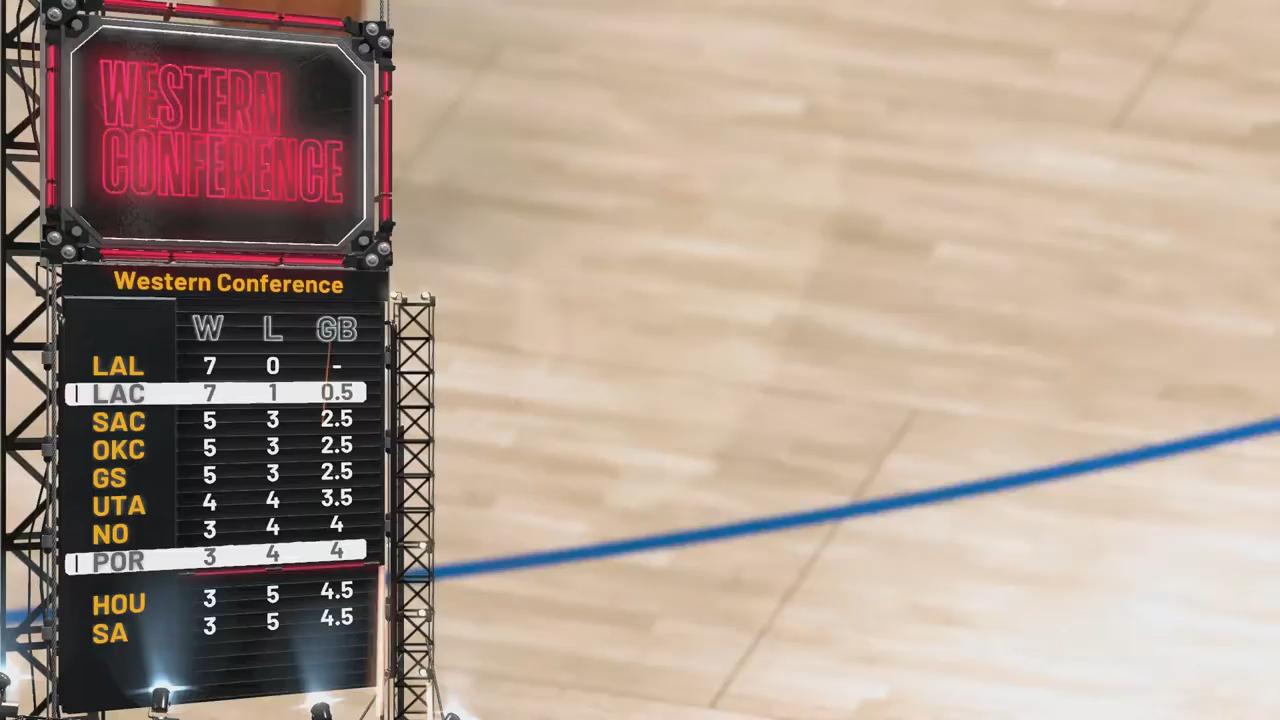 WESTERN
CONFERENCE
Western Conference
W L GB
LAL 7 0 -
LAC 7 1 0.5
SAC 5 3 2.5
OKC 5 3 2.5
GS 5 3 2.5
UTA 4 4 3.5
NO 3 4 4
POR 3 4 4
HOU 3 5 4.5
SA 3 5 4.5